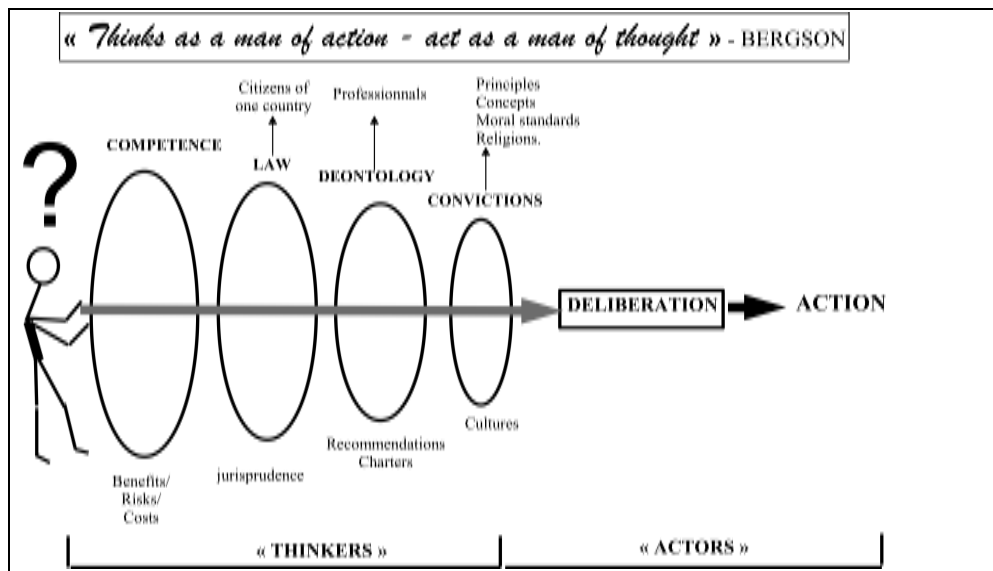 « Thinks as a man of action - act as a man of thought » - BERGSON
Citizens of
one country
Professionnals
Principles
Concepts
Moral standards
Religions.
COMPETENCE
LAW
DEONTOLOGY
CONVICTIONS
?
DELIBERATION
ACTION
Cultures
Recommendations
Charters
jurisprudence
Benefits/
Risks/
Costs
« THINKERS »
« ACTORS »